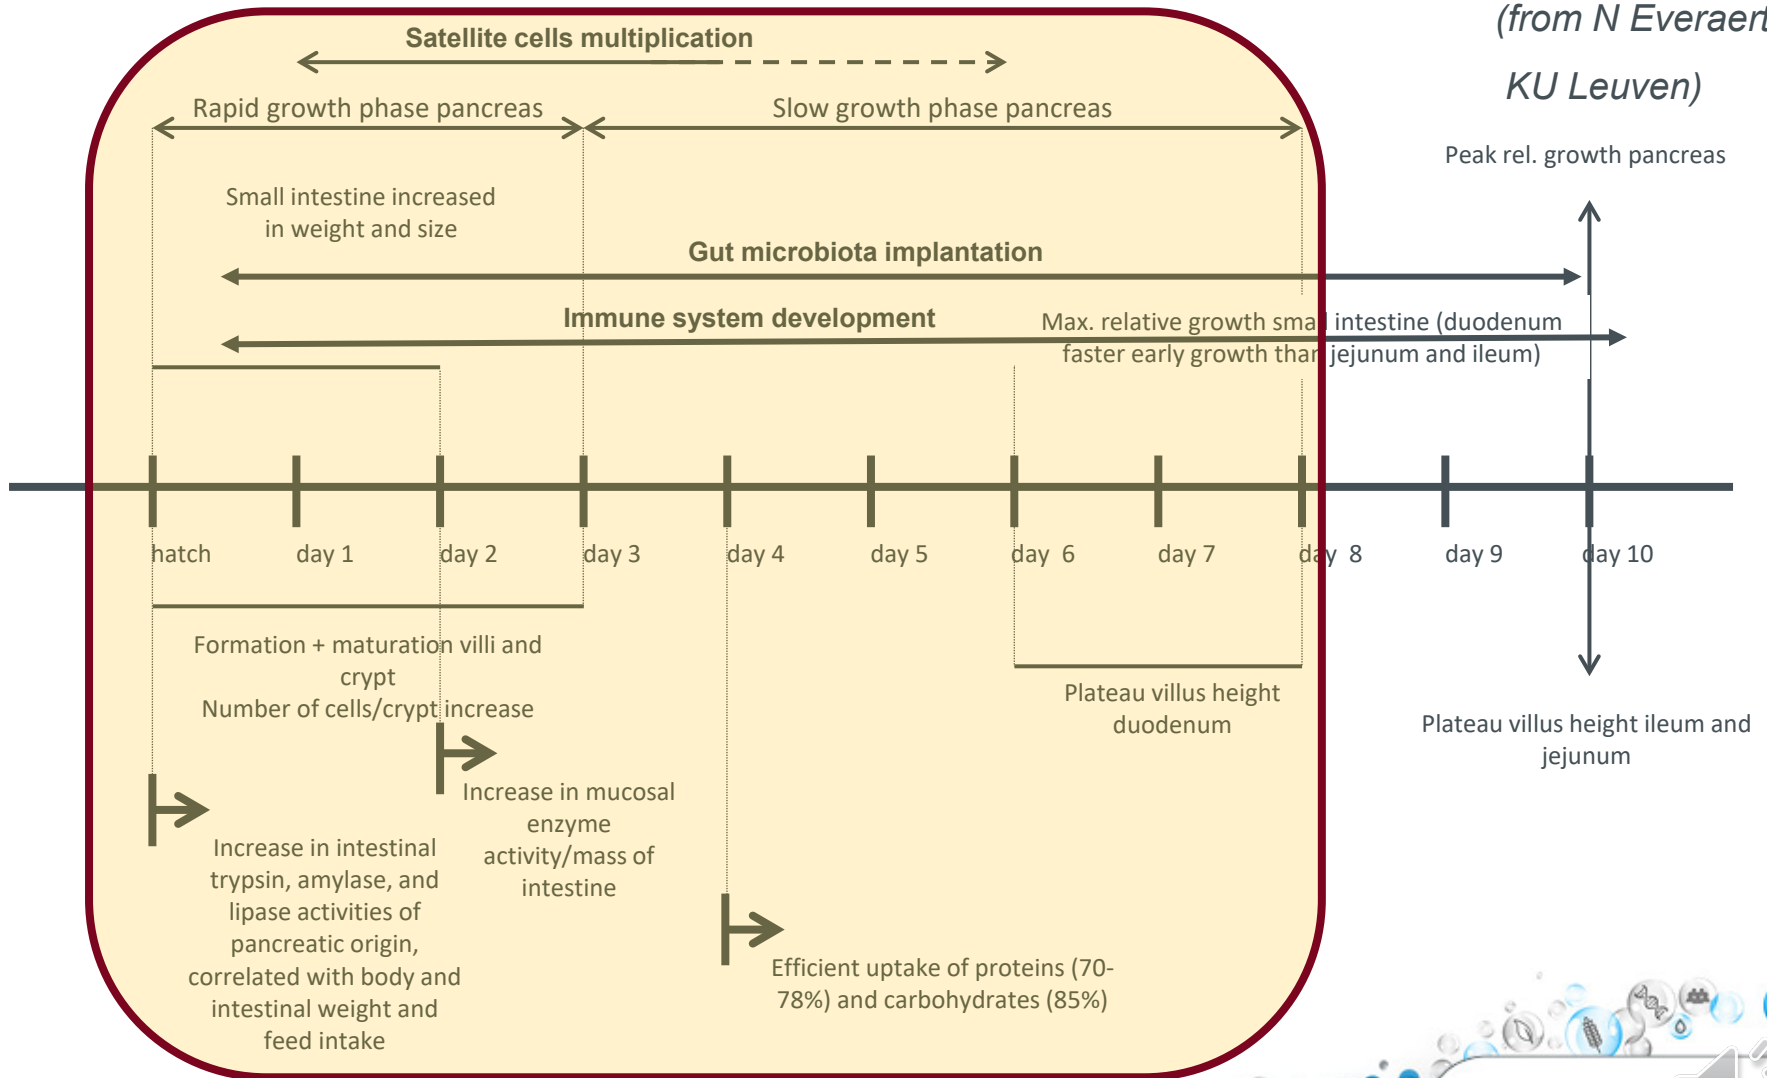 (from N Everaert
KU Leuven)
Satellite cells multiplication
Rapid growth phase pancreas
Slow growth phase pancreas
Peak rel. growth pancreas
Small intestine increased
in weight and size
Gut microbiota implantation
Immune system development
Max. relative growth small intestine (duodenum
faster early growth than jejunum and ileum)
hatch
day 1
day 2
day 3
day 4
day 5
day 6
day 7
day 8
day 9
day 10
Formation + maturation villi and
crypt
Number of cells/crypt increase
Plateau villus height
duodenum
Plateau villus height ileum and
jejunum
Increase in mucosal
enzyme
activity/mass of
intestine
Increase in intestinal
trypsin, amylase, and
lipase activities of
pancreatic origin,
correlated with body and
intestinal weight and
feed intake
Efficient uptake of proteins (70-
78%) and carbohydrates (85%)